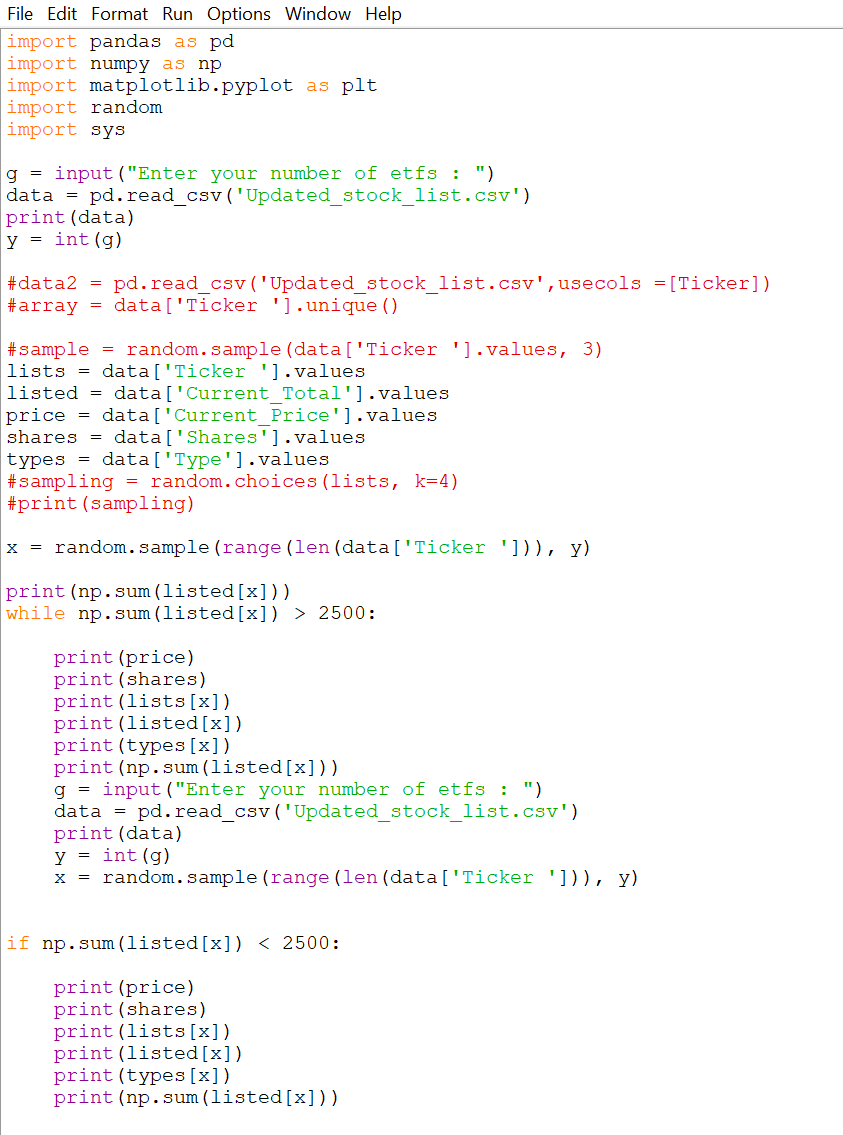 File Edit Format Run Options Window Help
import pandas as pd
import numpy as np
import matplotlib.pyplot as plt
import random
import sys
g = input("Enter your number of etfs : ")
data = pd.read_csv('Updated_stock_list.csv')
print(data)
y = int(g)
#data2 = pd.read_csv('Updated_stock_list.csv',usecols =[Ticker])
#array = data['Ticker '].unique()
#sample = random.sample(data['Ticker '].values, 3)
lists = data['Ticker '].values
listed = data['Current_Total'].values
price = data['Current_Price'].values
shares = data['Shares'].values
types = data['Type'].values
#sampling = random.choices(lists, k=4)
#print(sampling)
x = random.sample(range(len(data['Ticker '])), y)
print(np.sum(listed[x]))
while np.sum(listed[x]) > 2500:
    print(price)
    print(shares)
    print(lists[x])
    print(listed[x])
    print(types[x])
    print(np.sum(listed[x]))
    g = input("Enter your number of etfs : ")
    data = pd.read_csv('Updated_stock_list.csv')
    print(data)
    y = int(g)
    x = random.sample(range(len(data['Ticker '])), y)
if np.sum(listed[x]) < 2500:
    print(price)
    print(shares)
    print(lists[x])
    print(listed[x])
    print(types[x])
    print(np.sum(listed[x]))